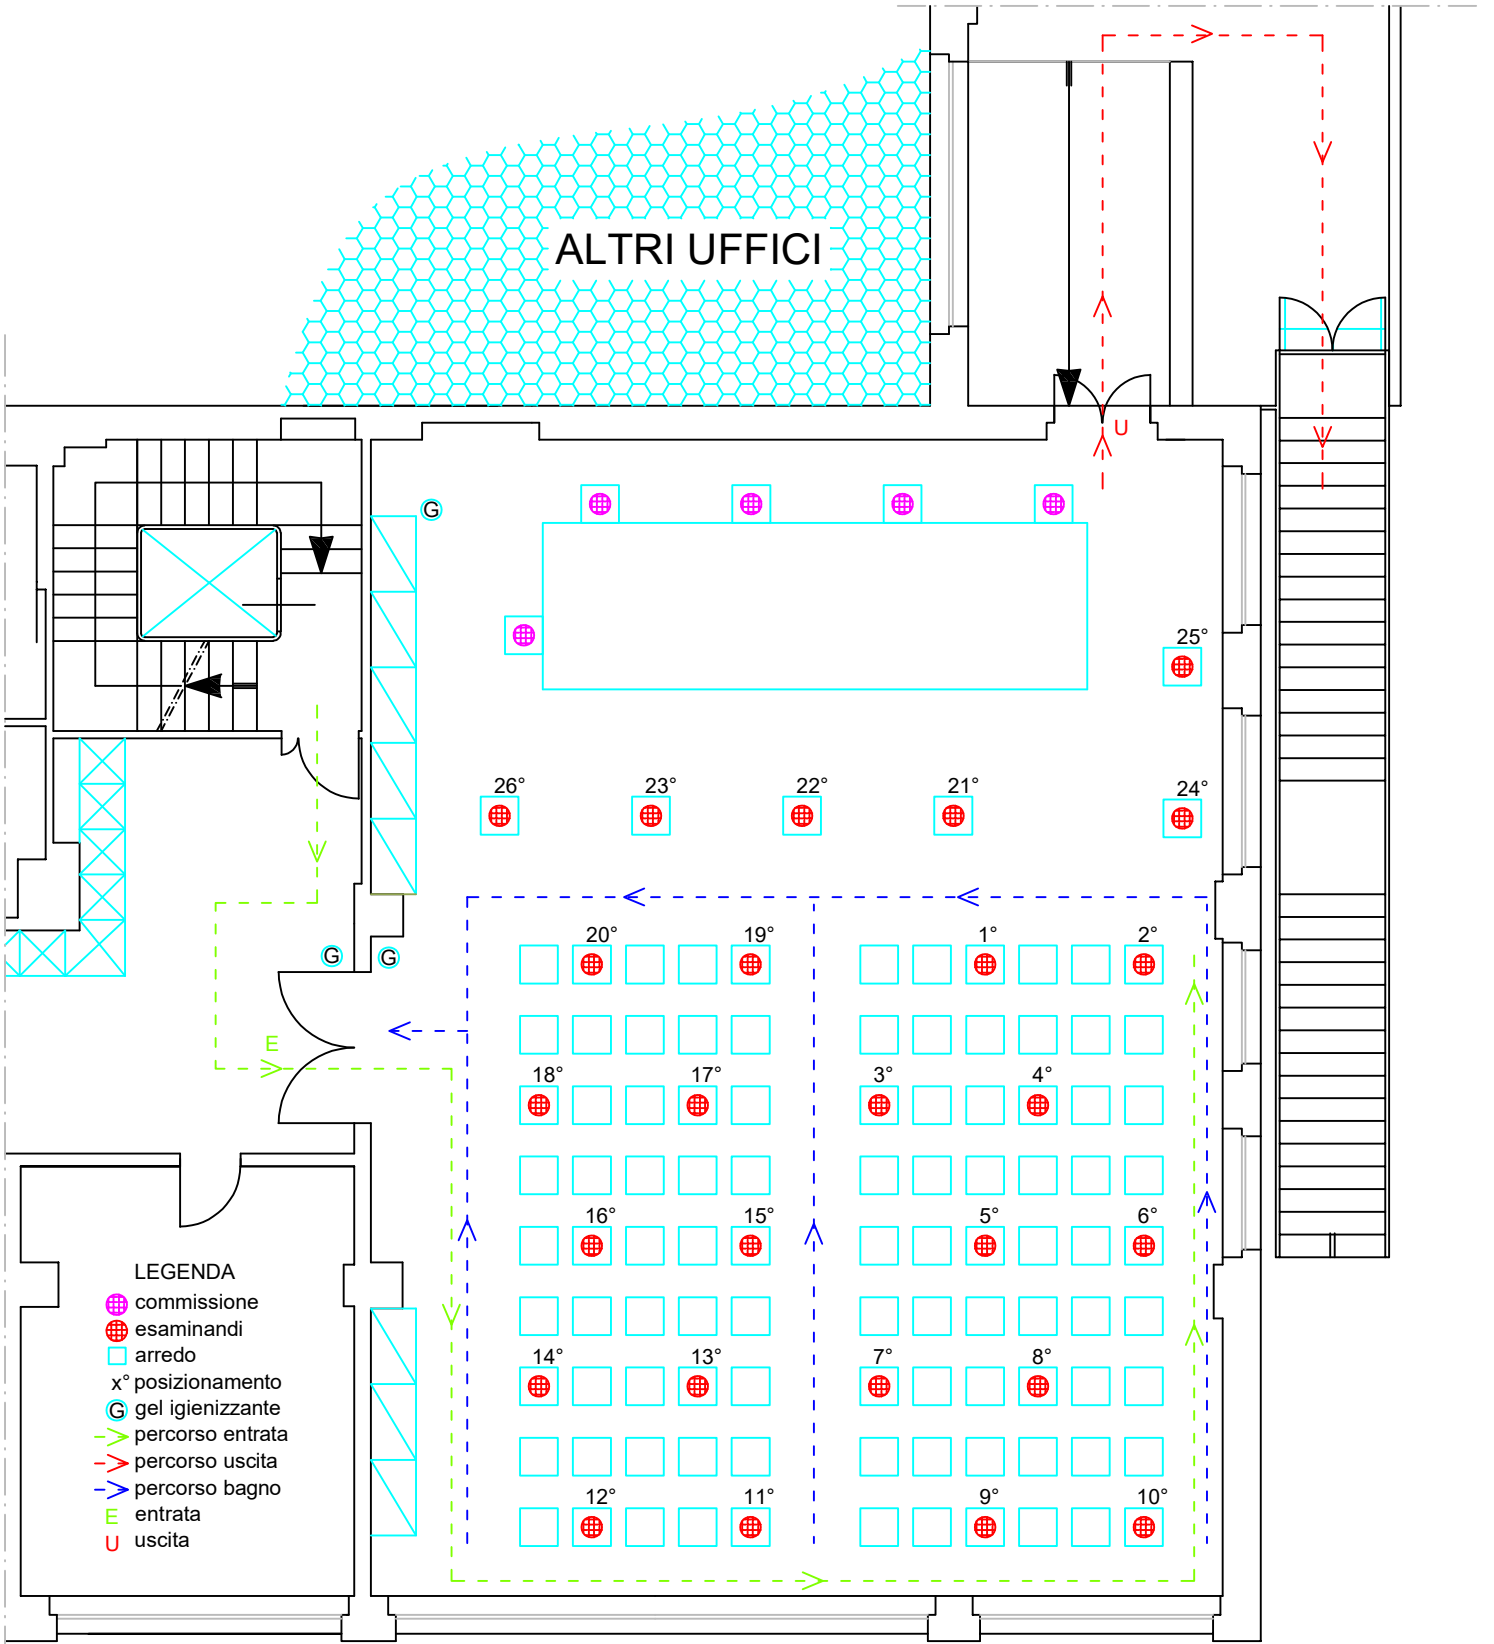 ALTRI UFFICI
U
G
25°
26°
23°
22°
21°
24°
G
G
20°
19°
1°
2°
E
18°
17°
3°
4°
16°
15°
5°
6°
14°
13°
7°
8°
12°
11°
9°
10°
LEGENDA
commissione
esaminandi
arredo
x° posizionamento
G gel igienizzante
percorso entrata
percorso uscita
percorso bagno
E entrata
U uscita